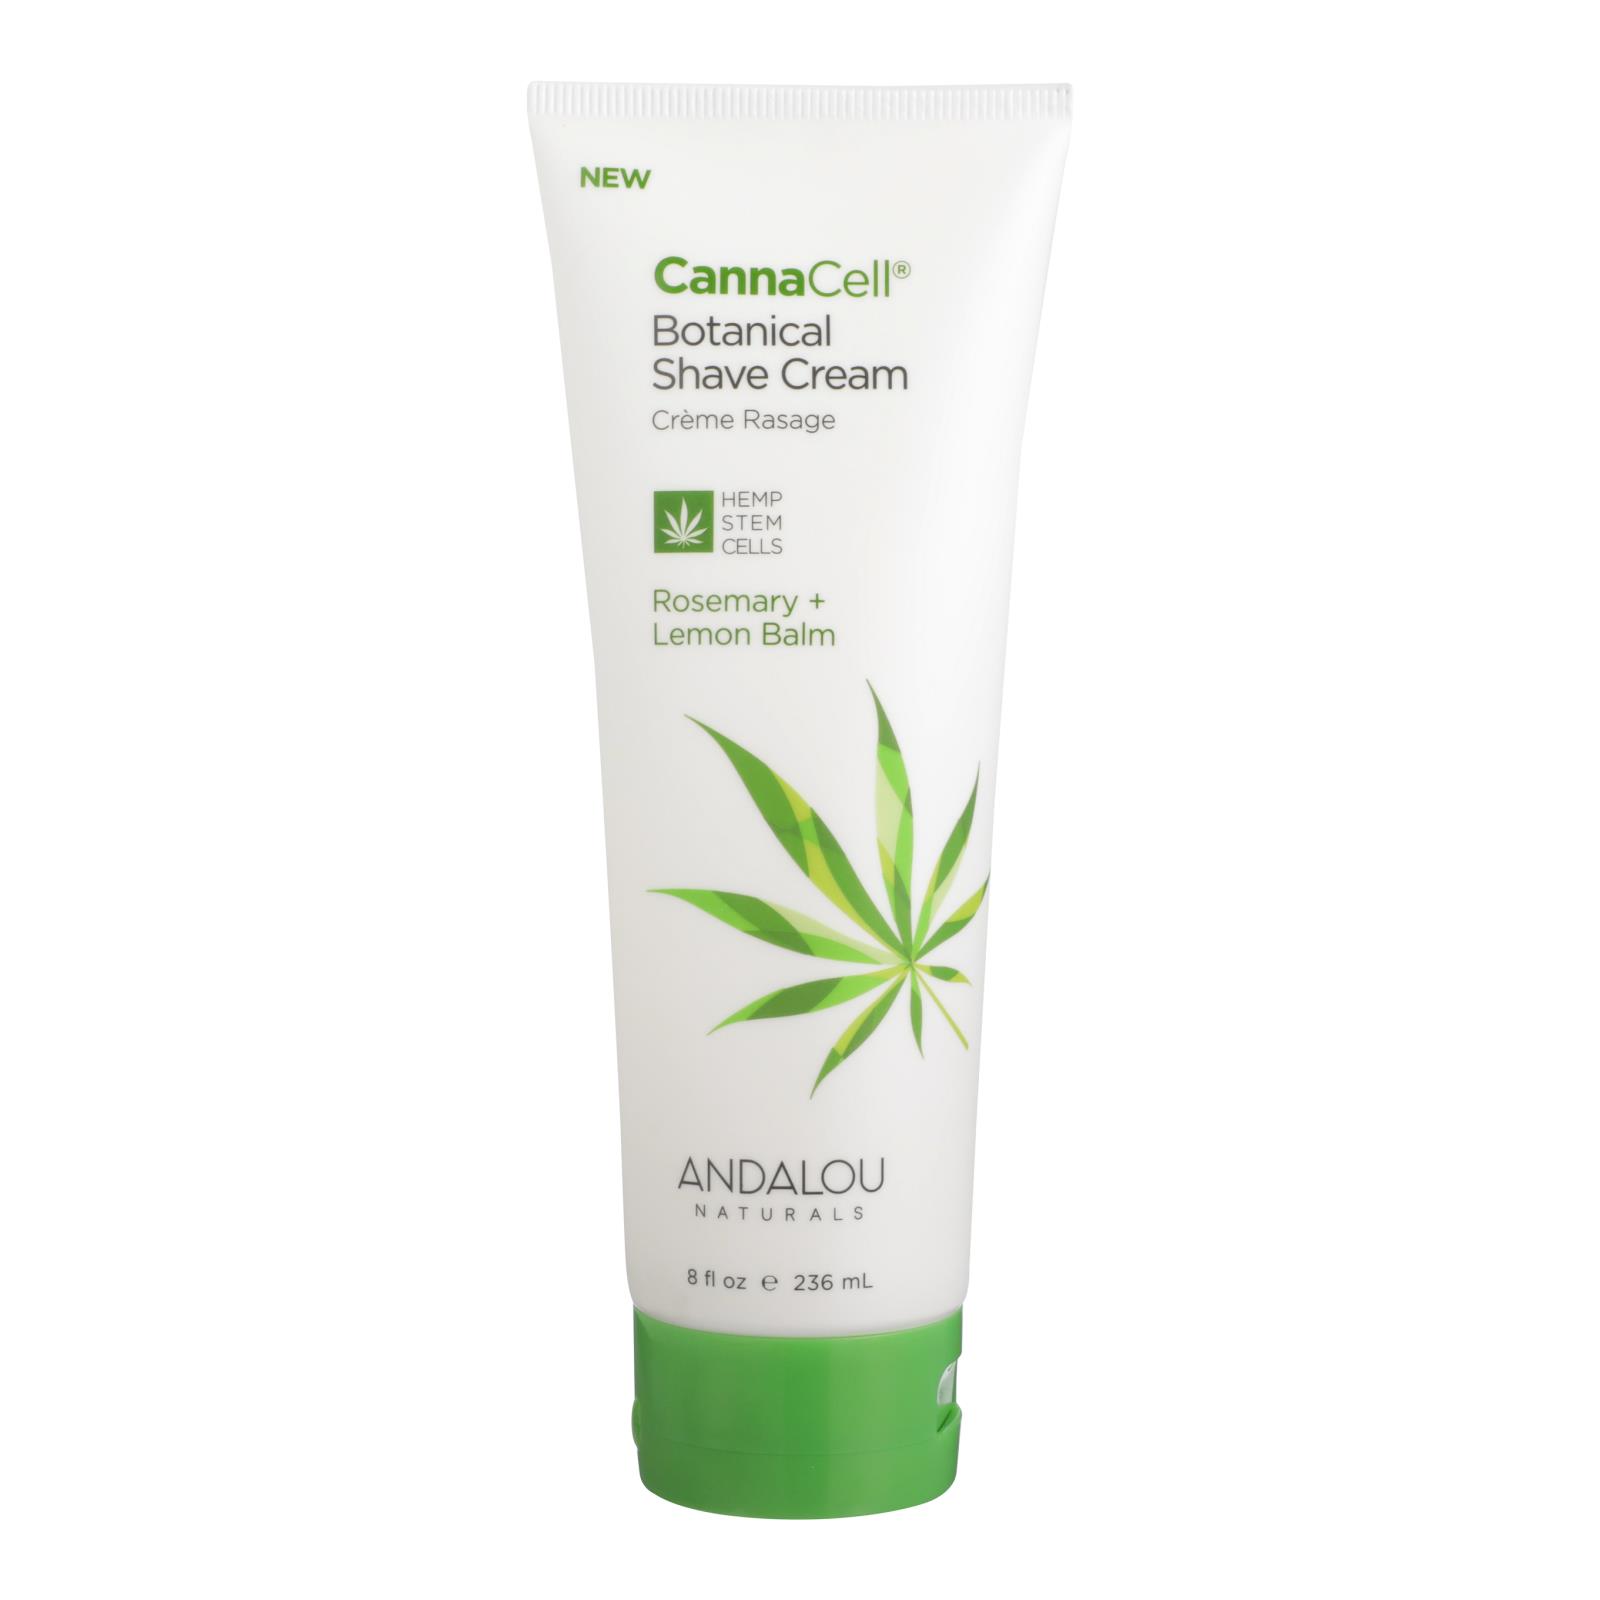 NEW
CannaCell®
Botanical
Shave Cream
Crème Rasage
HEMP
STEM
CELLS
Rosemary +
Lemon Balm
ANDALOU
NATURALS
8 fl oz ℮ 236 mL